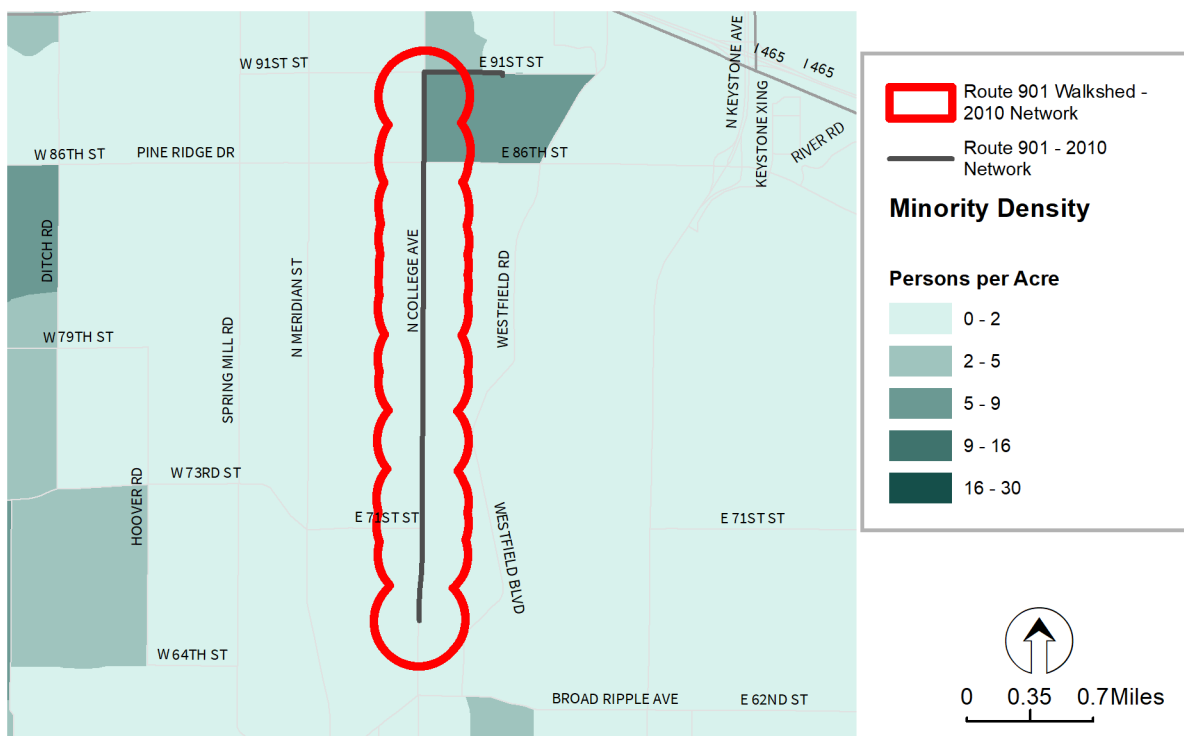 W 91ST ST
E 91ST ST
N KEYSTONE AVE
I 465
I 465
KEYSTONE XING
RIVER RD
W 86TH ST
PINE RIDGE DR
E 86TH ST
DITCH RD
N MERIDIAN ST
N COLLEGE AVE
WESTFIELD RD
SPRING MILL RD
W 79TH ST
HOOVER RD
W 73RD ST
E 71ST ST
E 71ST ST
WESTFIELD BLVD
W 64TH ST
BROAD RIPPLE AVE
E 62ND ST
Route 901 Walkshed -
2010 Network
Route 901 - 2010
Network
Minority Density
Persons per Acre
0 - 2
2 - 5
5 - 9
9 - 16
16 - 30
0 0.35 0.7 Miles